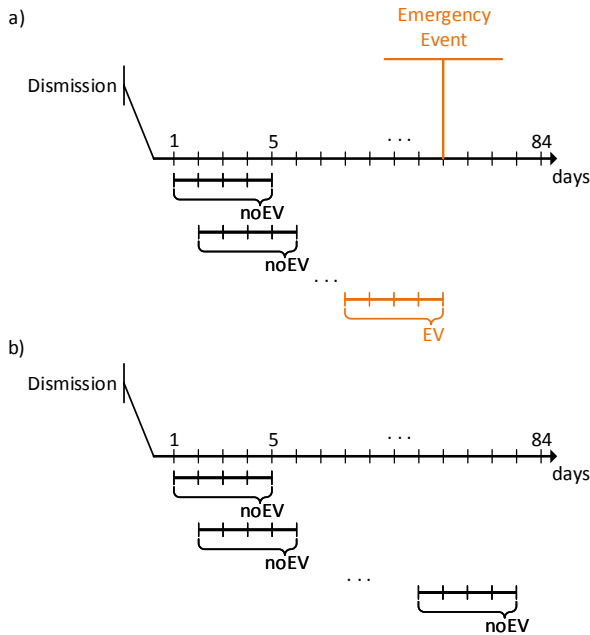 a)
Emergency
Event
Dismission
1
5
...
84
days
noEV
noEV
...
EV
b)
Dismission
1
5
...
84
days
noEV
noEV
...
noEV